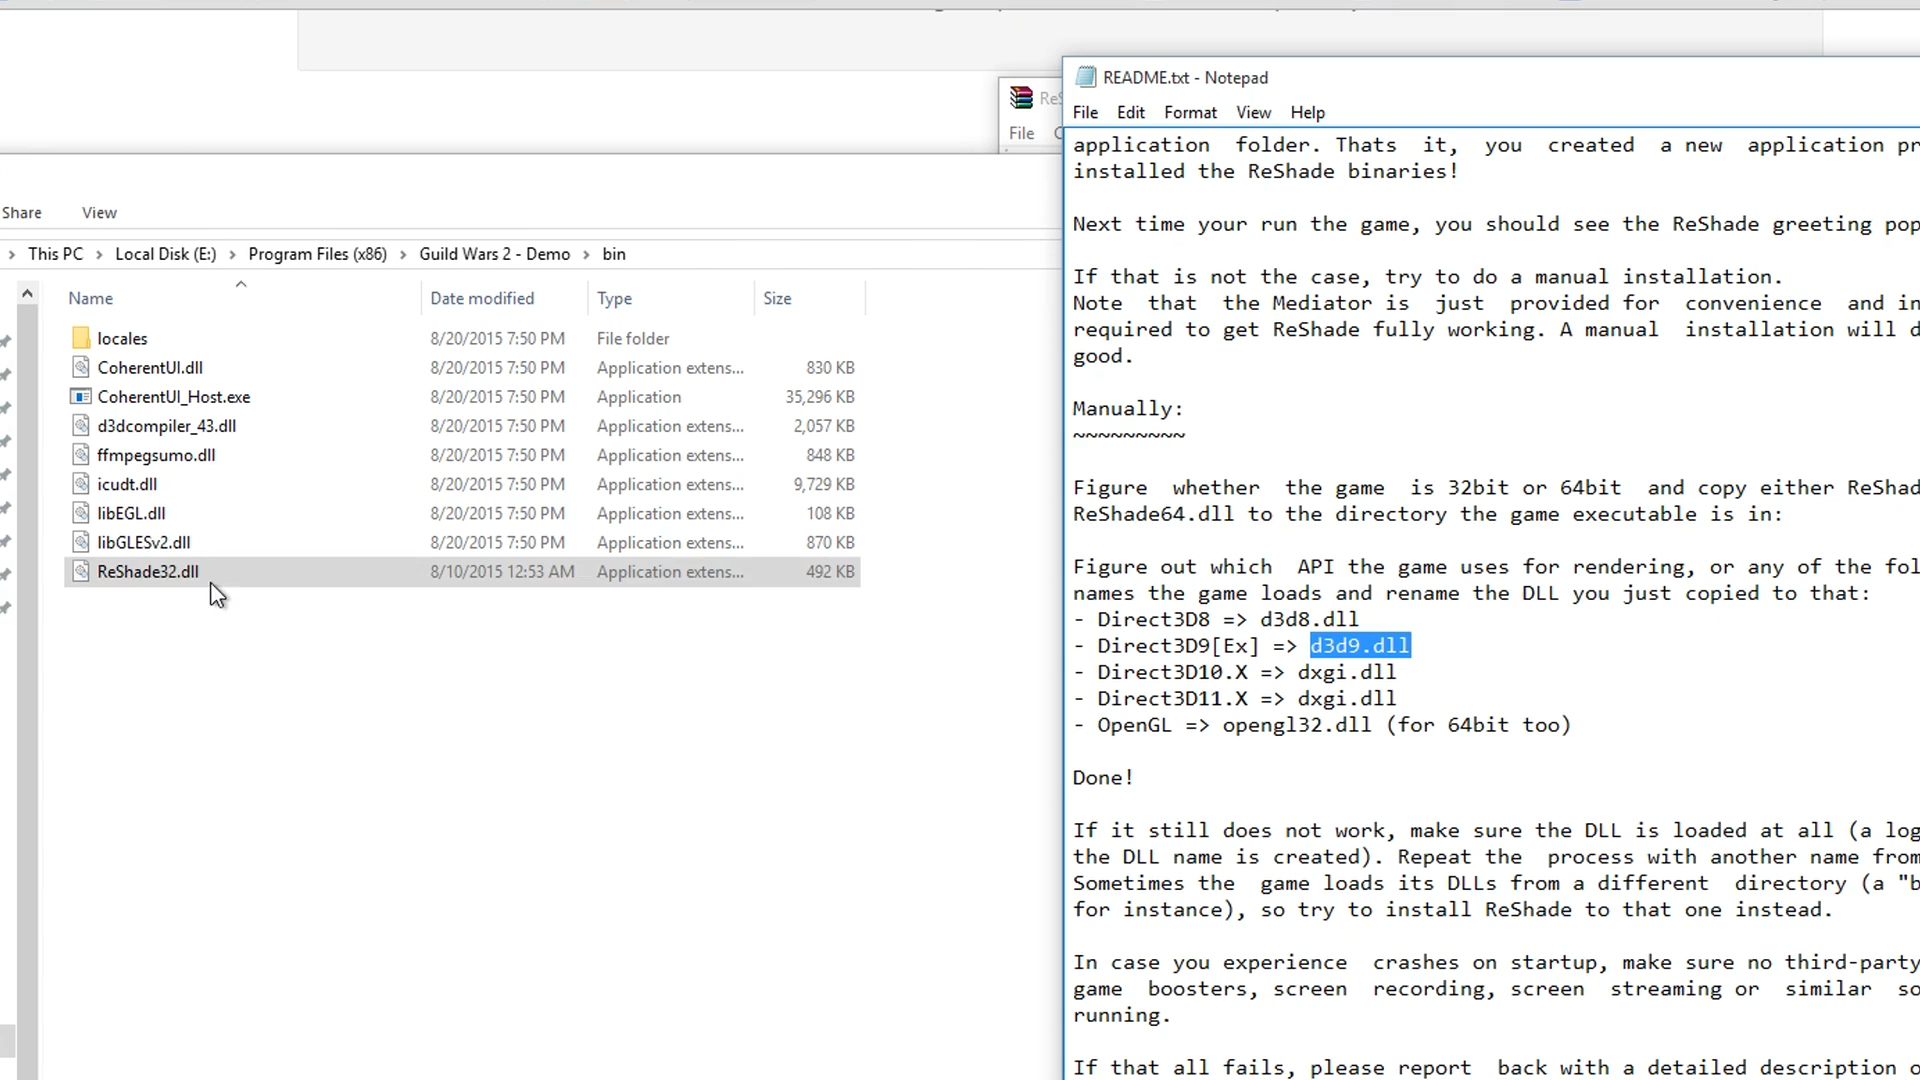 Share View
This PC > Local Disk (E:) > Program Files (x86) > Guild Wars 2 - Demo > bin
Name Date modified Type Size
locales 8/20/2015 7:50 PM File folder
CoherentUI.dll 8/20/2015 7:50 PM Application extens... 830 KB
CoherentUI_Host.exe 8/20/2015 7:50 PM Application 35,296 KB
d3dcompiler_43.dll 8/20/2015 7:50 PM Application extens... 2,057 KB
ffmpegsumo.dll 8/20/2015 7:50 PM Application extens... 848 KB
icudt.dll 8/20/2015 7:50 PM Application extens... 9,729 KB
libEGL.dll 8/20/2015 7:50 PM Application extens... 108 KB
libGLESv2.dll 8/20/2015 7:50 PM Application extens... 870 KB
ReShade32.dll 8/10/2015 12:53 AM Application extens... 492 KB
File
README.txt - Notepad
File Edit Format View Help
application folder. Thats it, you created a new application pr
installed the ReShade binaries!
Next time your run the game, you should see the ReShade greeting pop
If that is not the case, try to do a manual installation.
Note that the Mediator is just provided for convenience and in
required to get ReShade fully working. A manual installation will d
good.
Manually:
~~~~~~~~~
Figure whether the game is 32bit or 64bit and copy either ReShad
ReShade64.dll to the directory the game executable is in:
Figure out which API the game uses for rendering, or any of the fol
names the game loads and rename the DLL you just copied to that:
- Direct3D8 => d3d8.dll
- Direct3D9[Ex] => d3d9.dll
- Direct3D10.X => dxgi.dll
- Direct3D11.X => dxgi.dll
- OpenGL => opengl32.dll (for 64bit too)
Done!
If it still does not work, make sure the DLL is loaded at all (a log
the DLL name is created). Repeat the process with another name from
Sometimes the game loads its DLLs from a different directory (a "b
for instance), so try to install ReShade to that one instead.
In case you experience crashes on startup, make sure no third-party
game boosters, screen recording, screen streaming or similar so
running.
If that all fails, please report back with a detailed description o